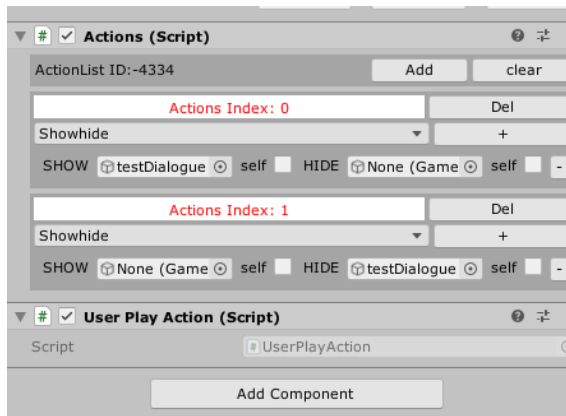 # Actions (Script)
ActionList ID:-4334 Add clear
Actions Index: 0 Del
Showhide +
SHOW testDialogue self HIDE None (Game self -
Actions Index: 1 Del
Showhide +
SHOW None (Game self HIDE testDialogue self -
# User Play Action (Script)
Script # UserPlayAction
Add Component